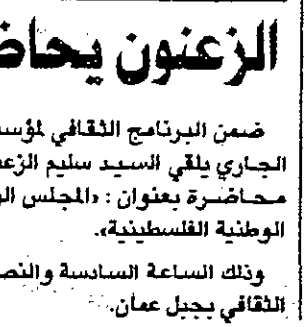 الزعنون يحاض
ضمن البرنامج الثقافي لمؤسس
الجاري يلقي السيد سليم الزعن
محاضرة بعنوان : «المجلس الو
الوطنية الفلسطينية».
وذلك الساعة السادسة والنص
الثقافي بجبل عمان.